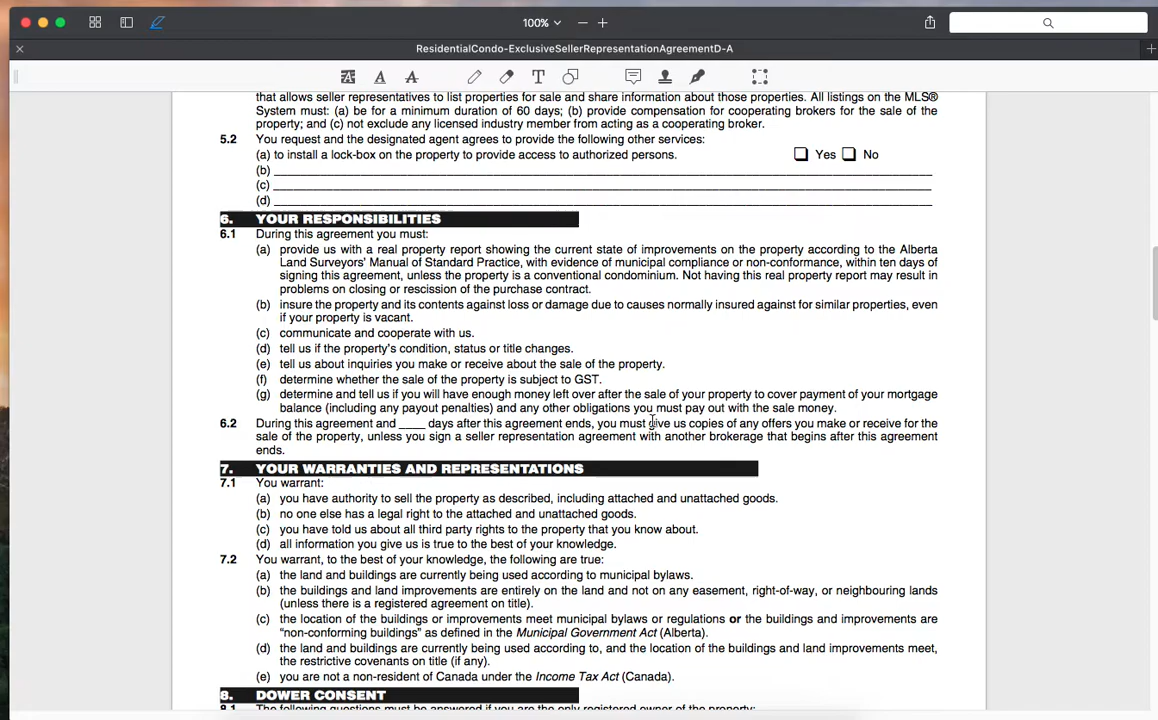 100%
ResidentialCondo-ExclusiveSellerRepresentationAgreementD-A
that allows seller representatives to list properties for sale and share information about those properties. All listings on the MLS®
System must: (a) be for a minimum duration of 60 days; (b) provide compensation for cooperating brokers for the sale of the
property; and (c) not exclude any licensed industry member from acting as a cooperating broker.
5.2 You request and the designated agent agrees to provide the following other services:
(a) to install a lock-box on the property to provide access to authorized persons. Yes No
(b)
(c)
(d)
6. YOUR RESPONSIBILITIES
6.1 During this agreement you must:
(a) provide us with a real property report showing the current state of improvements on the property according to the Alberta
Land Surveyors' Manual of Standard Practice, with evidence of municipal compliance or non-conformance, within ten days of
signing this agreement, unless the property is a conventional condominium. Not having this real property report may result in
problems on closing or rescission of the purchase contract.
(b) insure the property and its contents against loss or damage due to causes normally insured against for similar properties, even
if your property is vacant.
(c) communicate and cooperate with us.
(d) tell us if the property's condition, status or title changes.
(e) tell us about inquiries you make or receive about the sale of the property.
(f) determine whether the sale of the property is subject to GST.
(g) determine and tell us if you will have enough money left over after the sale of your property to cover payment of your mortgage
balance (including any payout penalties) and any other obligations you must pay out with the sale money.
6.2 During this agreement and ____ days after this agreement ends, you must give us copies of any offers you make or receive for the
sale of the property, unless you sign a seller representation agreement with another brokerage that begins after this agreement
ends.
7. YOUR WARRANTIES AND REPRESENTATIONS
7.1 You warrant:
(a) you have authority to sell the property as described, including attached and unattached goods.
(b) no one else has a legal right to the attached and unattached goods.
(c) you have told us about all third party rights to the property that you know about.
(d) all information you give us is true to the best of your knowledge.
7.2 You warrant, to the best of your knowledge, the following are true:
(a) the land and buildings are currently being used according to municipal bylaws.
(b) the buildings and land improvements are entirely on the land and not on any easement, right-of-way, or neighbouring lands
(unless there is a registered agreement on title).
(c) the location of the buildings or improvements meet municipal bylaws or regulations or the buildings and improvements are
"non-conforming buildings" as defined in the Municipal Government Act (Alberta).
(d) the land and buildings are currently being used according to, and the location of the buildings and land improvements meet,
the restrictive covenants on title (if any).
(e) you are not a non-resident of Canada under the Income Tax Act (Canada).
8. DOWER CONSENT
8.1 The following questions must be answered if you are the only registered owner of the property: